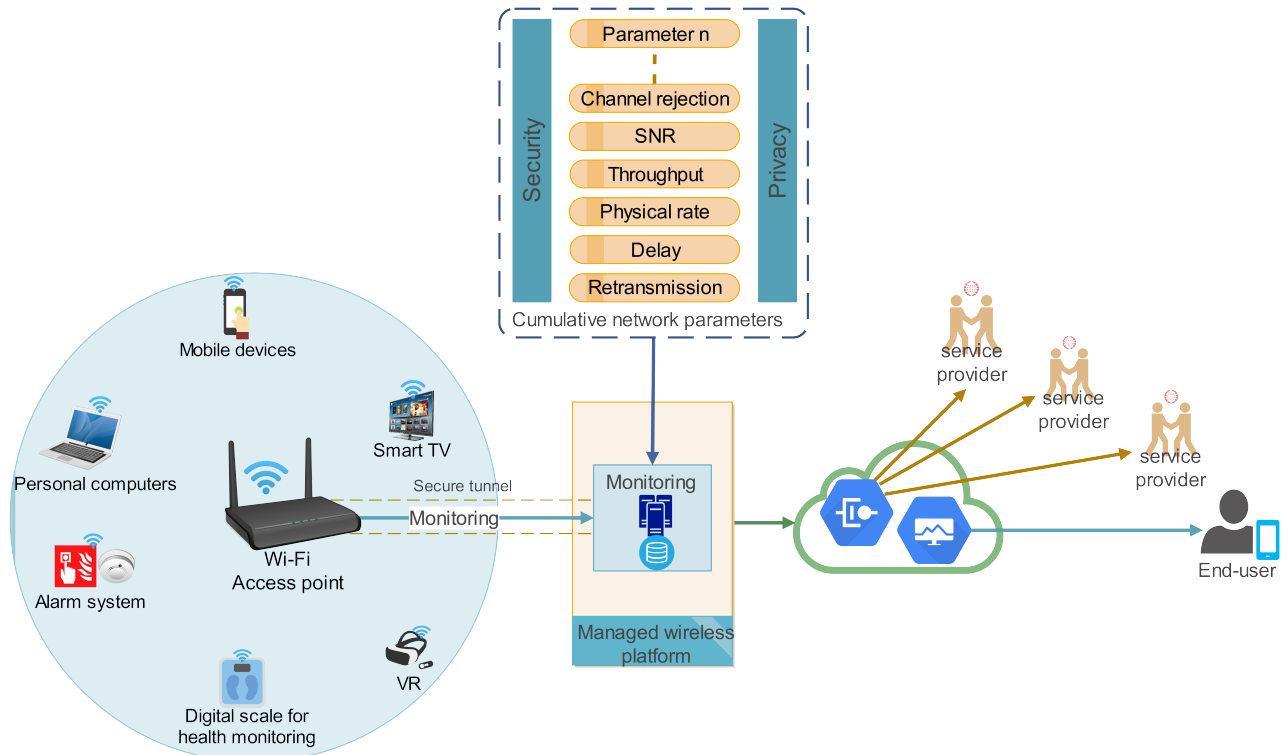 Parameter n
Channel rejection
SNR
Throughput
Physical rate
Delay
Retransmission
Security
Privacy
Cumulative network parameters
Mobile devices
Smart TV
Personal computers
Wi-Fi
Access point
Alarm system
VR
Digital scale for
health monitoring
Secure tunnel
Monitoring
Monitoring
Managed wireless
platform
service
provider
service
provider
service
provider
End-user